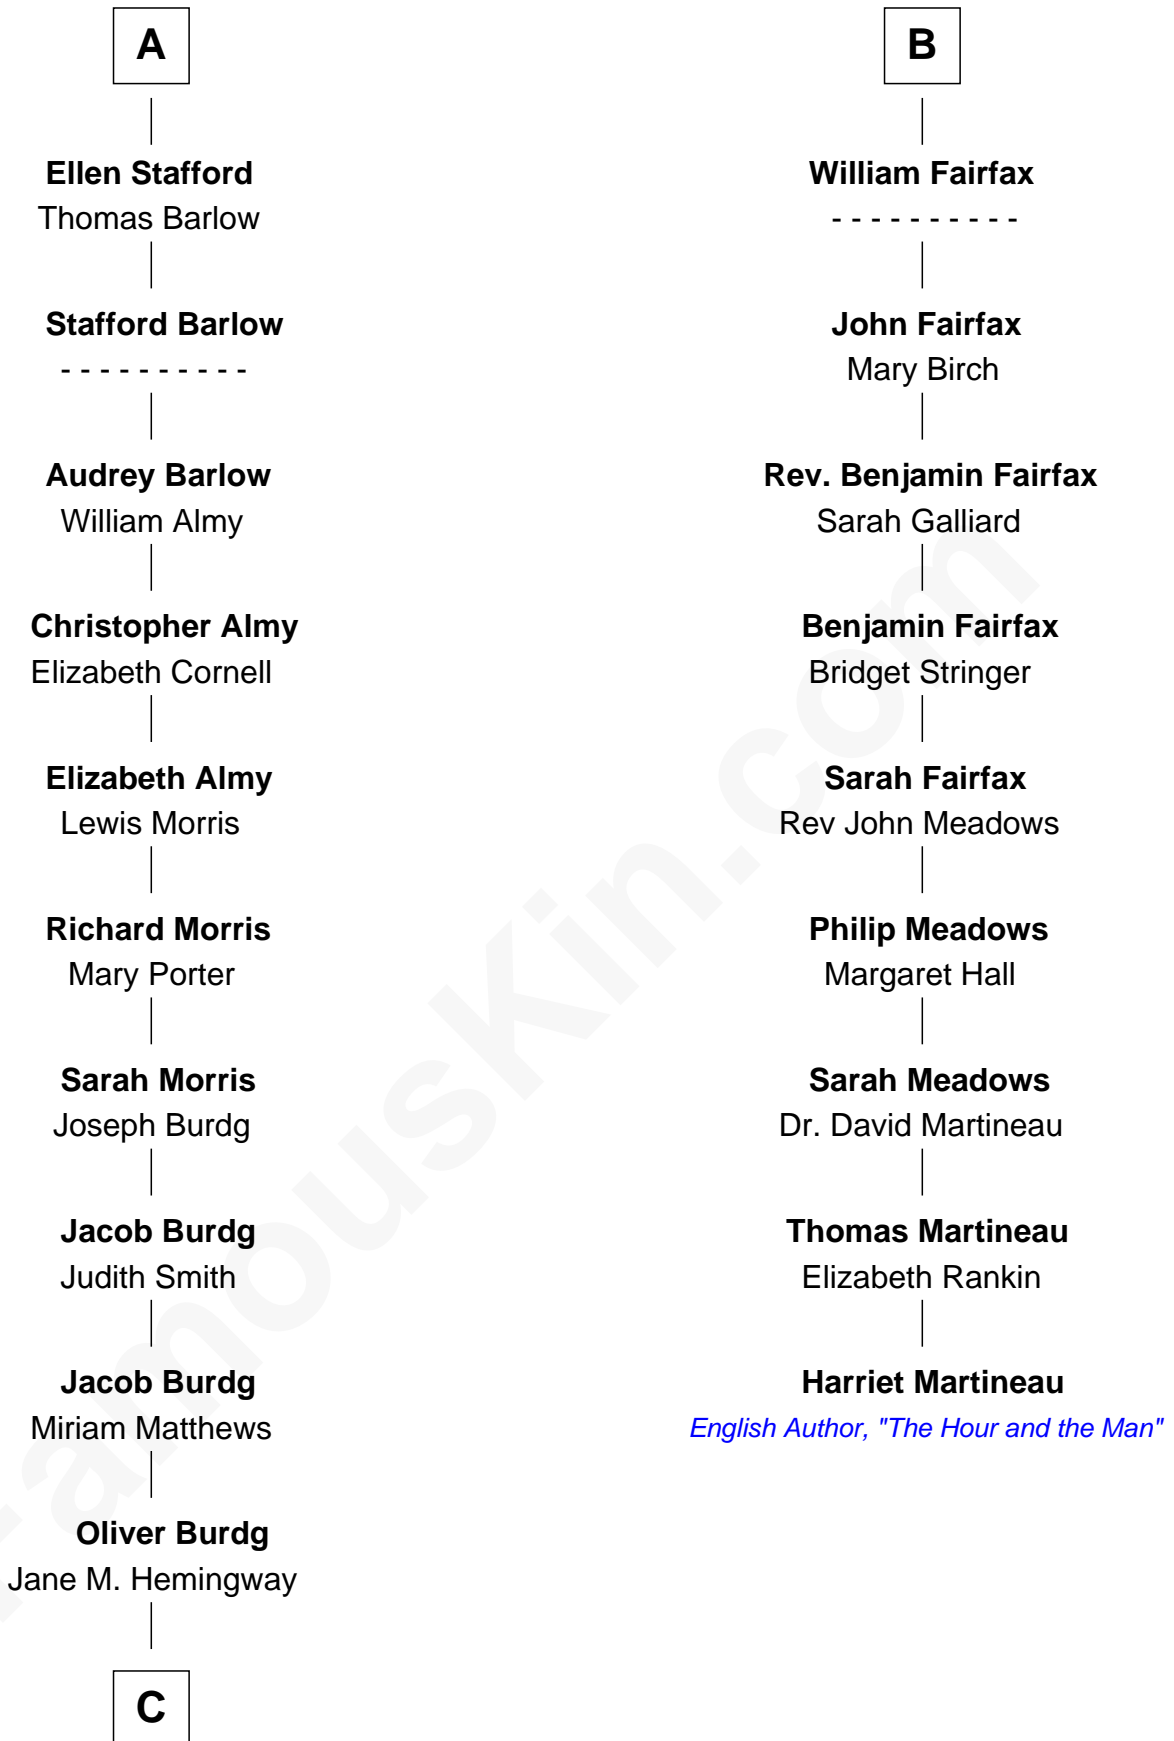 A
Ellen Stafford
Thomas Barlow
Stafford Barlow
- - - - - - - - - -
Audrey Barlow
William Almy
Christopher Almy
Elizabeth Cornell
Elizabeth Almy
Lewis Morris
Richard Morris
Mary Porter
Sarah Morris
Joseph Burdg
Jacob Burdg
Judith Smith
Jacob Burdg
Miriam Matthews
Oliver Burdg
Jane M. Hemingway
C
B
William Fairfax
- - - - - - - - - -
John Fairfax
Mary Birch
Rev. Benjamin Fairfax
Sarah Galliard
Benjamin Fairfax
Bridget Stringer
Sarah Fairfax
Rev John Meadows
Philip Meadows
Margaret Hall
Sarah Meadows
Dr. David Martineau
Thomas Martineau
Elizabeth Rankin
Harriet Martineau
English Author, "The Hour and the Man"
FamousKin.com